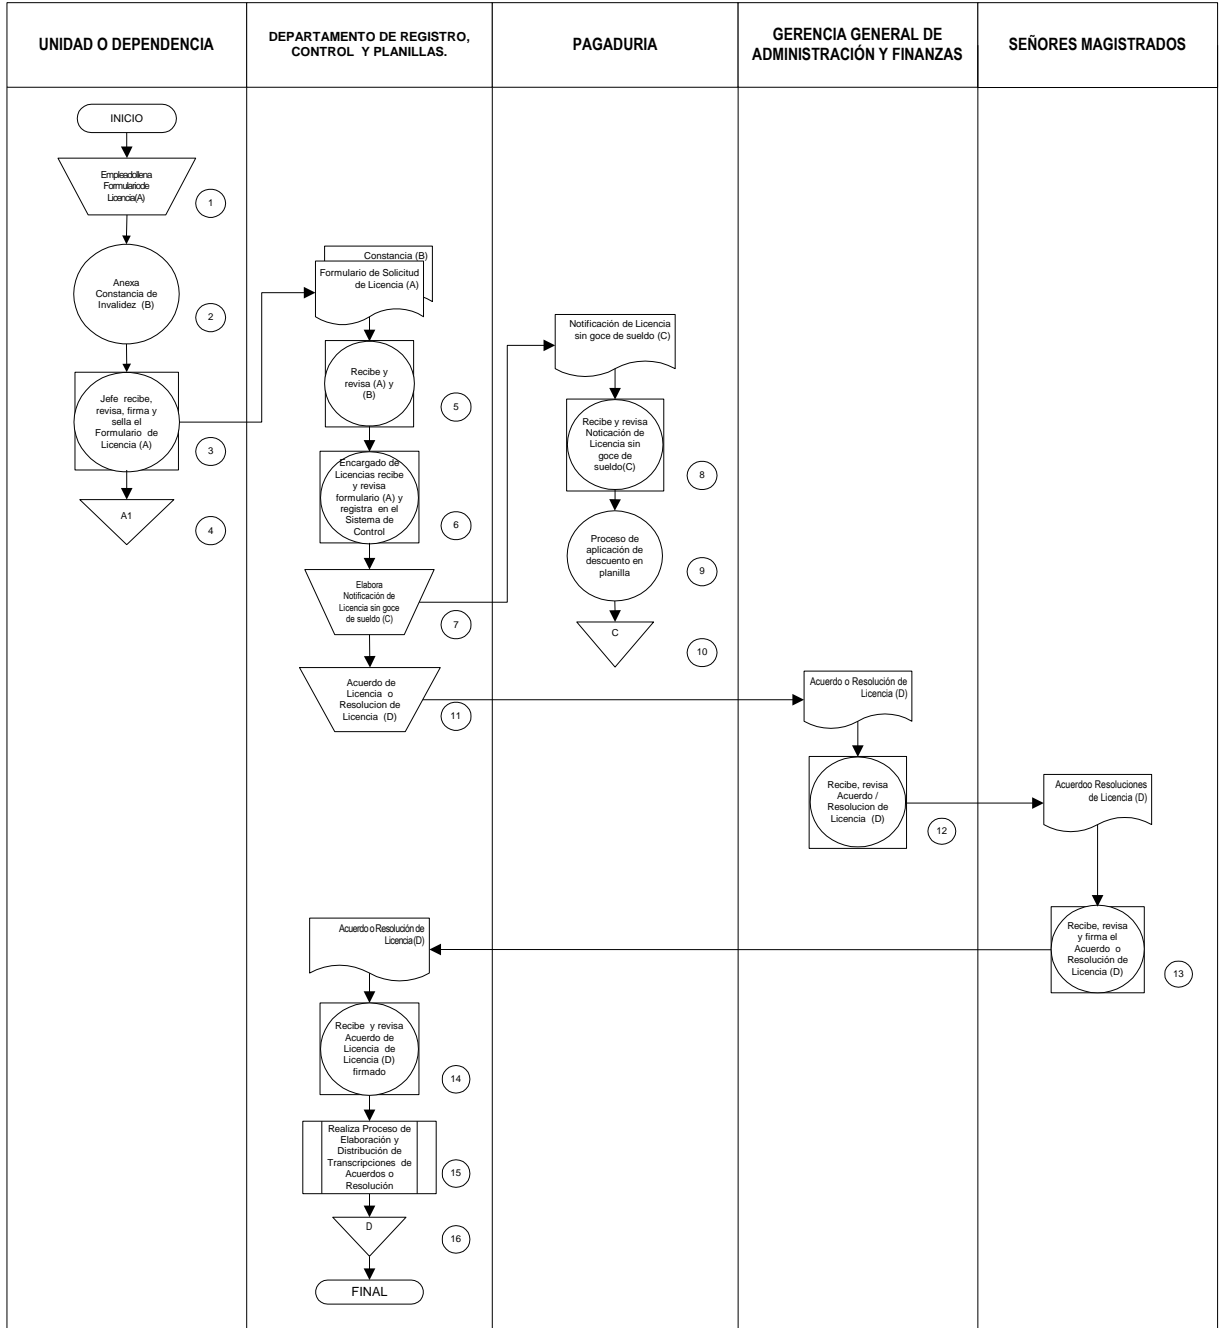 UNIDAD O DEPENDENCIA
DEPARTAMENTO DE REGISTRO,
CONTROL Y PLANILLAS.
PAGADURIA
GERENCIA GENERAL DE
ADMINISTRACIÓN Y FINANZAS
SEÑORES MAGISTRADOS
INICIO
Empleadollena
Formulariode
Licencia(A)
1
Anexa
Constancia de
Invalidez (B)
2
Jefe recibe,
revisa, firma y
sella el
Formulario de
Licencia (A)
3
A1
4
Constancia (B)
Formulario de Solicitud
de Licencia (A)
Recibe y
revisa (A) y
(B)
5
Encargado de
Licencias recibe
y revisa
formulario (A) y
registra en el
Sistema de
Control
6
Elabora
Notificación de
Licencia sin goce
de sueldo (C)
7
Notificación de Licencia
sin goce de sueldo (C)
Recibe y revisa
Noticación de
Licencia sin
goce de
sueldo(C)
8
Proceso de
aplicación de
descuento en
planilla
9
C
10
Acuerdo de
Licencia o
Resolucion de
Licencia (D)
11
Acuerdo o Resolución de
Licencia (D)
Recibe, revisa
Acuerdo /
Resolucion de
Licencia (D)
12
Acuerdoo Resoluciones
de Licencia (D)
Recibe, revisa
y firma el
Acuerdo o
Resolución de
Licencia (D)
13
Acuerdo o Resolución de
Licencia(D)
Recibe y revisa
Acuerdo de
Licencia de
Licencia (D)
firmado
14
Realiza Proceso de
Elaboración y
Distribución de
Transcripciones de
Acuerdos o
Resolución
15
D
16
FINAL